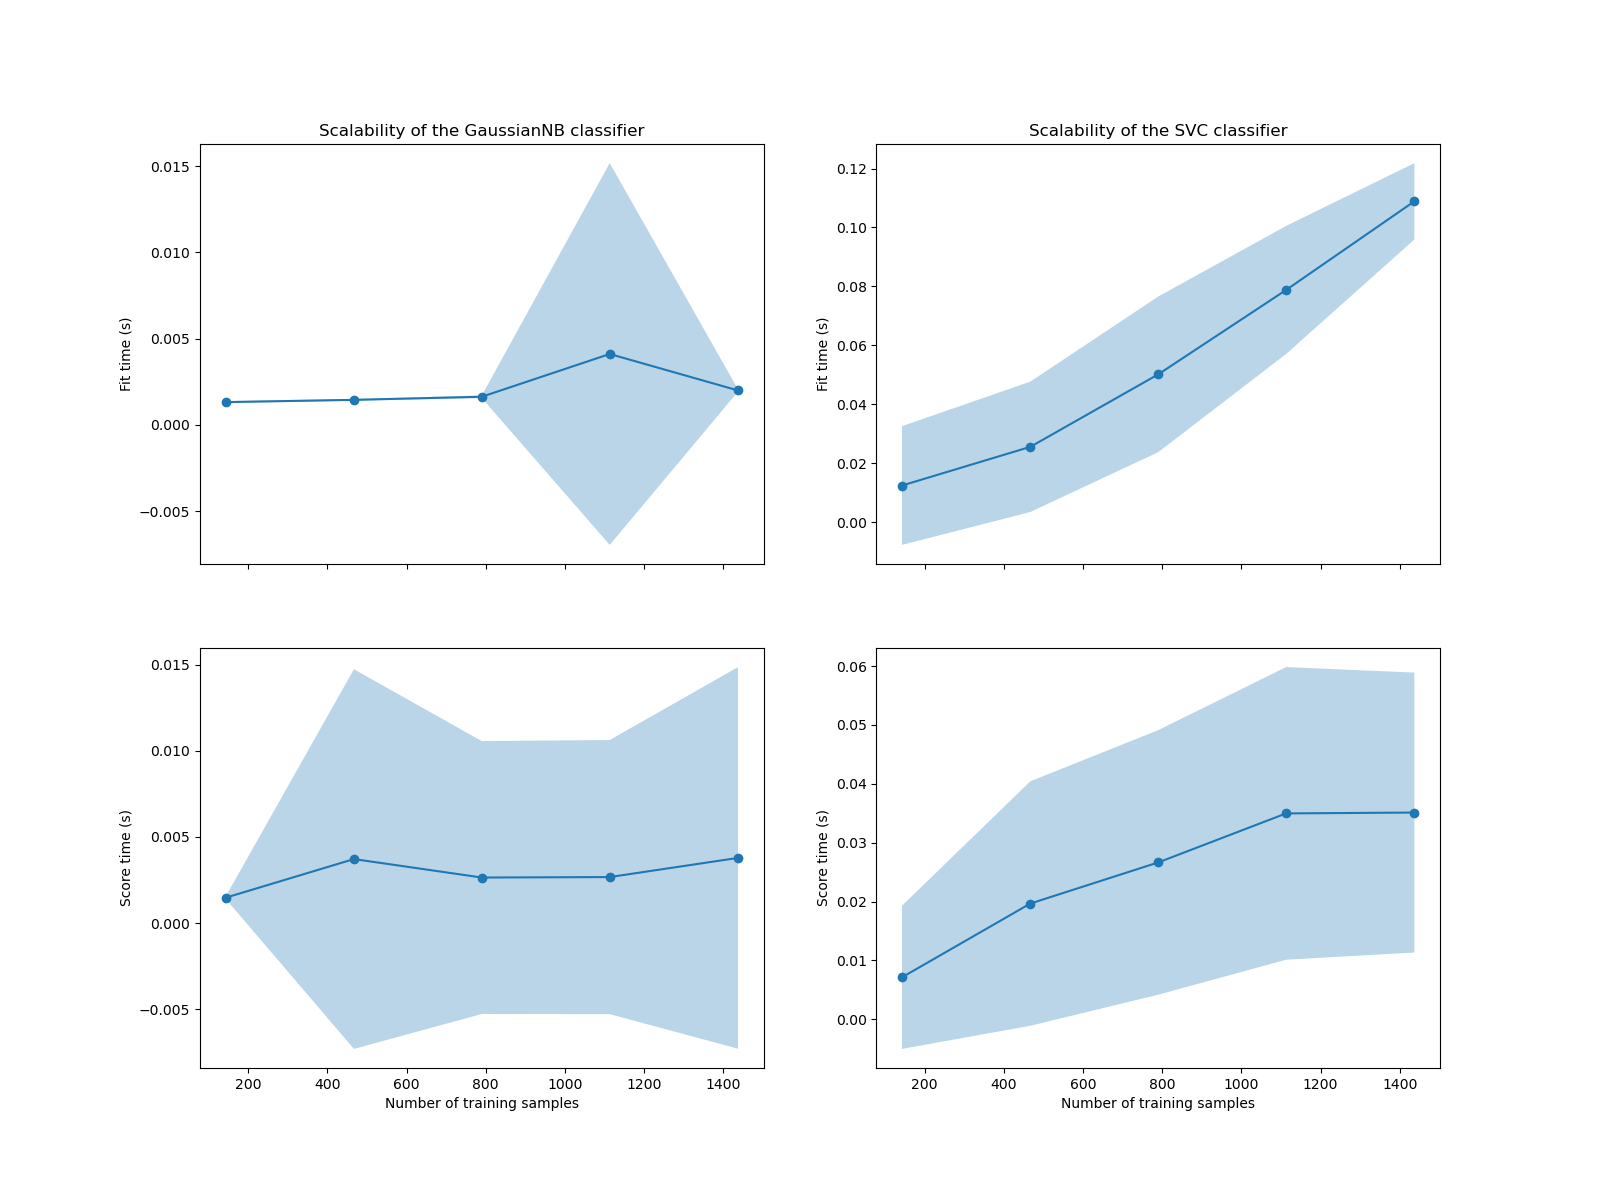 Scalability of the GaussianNB classifier
0.015
0.010
0.005
0.000
−0.005
Fit time (s)
Scalability of the SVC classifier
0.12
0.10
0.08
0.06
0.04
0.02
0.00
Fit time (s)
0.015
0.010
0.005
0.000
−0.005
Score time (s)
200 400 600 800 1000 1200 1400
Number of training samples
0.06
0.05
0.04
0.03
0.02
0.01
0.00
Score time (s)
200 400 600 800 1000 1200 1400
Number of training samples